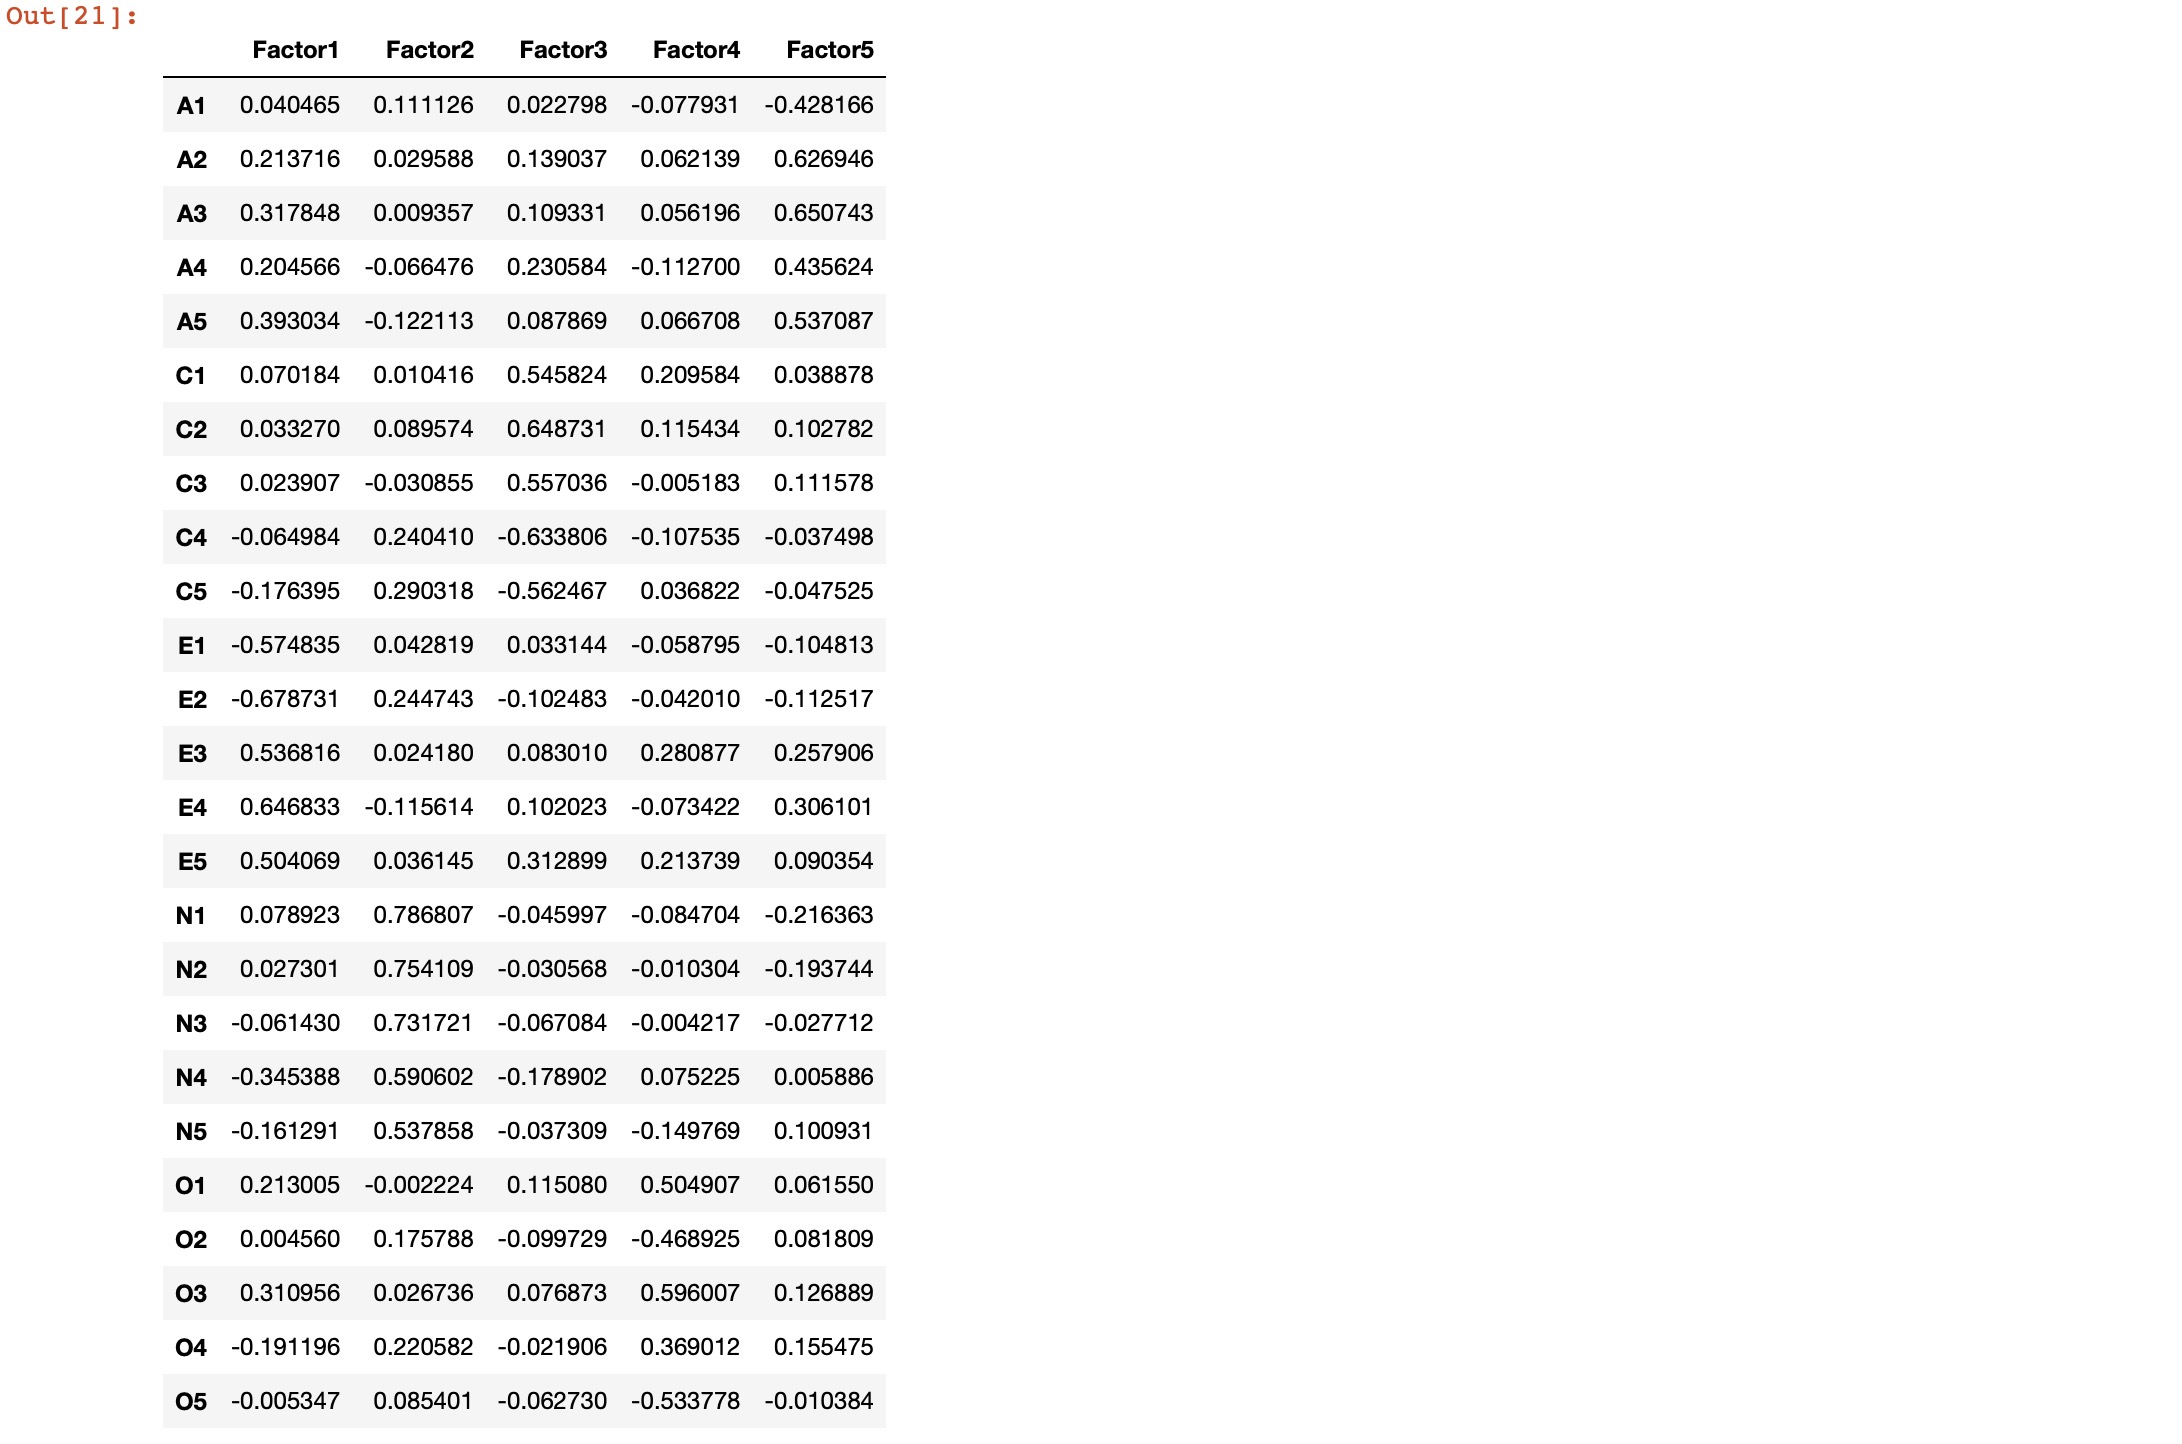 Out[21]:
Factor1 Factor2 Factor3 Factor4 Factor5
A1 0.040465 0.111126 0.022798 -0.077931 -0.428166
A2 0.213716 0.029588 0.139037 0.062139 0.626946
A3 0.317848 0.009357 0.109331 0.056196 0.650743
A4 0.204566 -0.066476 0.230584 -0.112700 0.435624
A5 0.393034 -0.122113 0.087869 0.066708 0.537087
C1 0.070184 0.010416 0.545824 0.209584 0.038878
C2 0.033270 0.089574 0.648731 0.115434 0.102782
C3 0.023907 -0.030855 0.557036 -0.005183 0.111578
C4 -0.064984 0.240410 -0.633806 -0.107535 -0.037498
C5 -0.176395 0.290318 -0.562467 0.036822 -0.047525
E1 -0.574835 0.042819 0.033144 -0.058795 -0.104813
E2 -0.678731 0.244743 -0.102483 -0.042010 -0.112517
E3 0.536816 0.024180 0.083010 0.280877 0.257906
E4 0.646833 -0.115614 0.102023 -0.073422 0.306101
E5 0.504069 0.036145 0.312899 0.213739 0.090354
N1 0.078923 0.786807 -0.045997 -0.084704 -0.216363
N2 0.027301 0.754109 -0.030568 -0.010304 -0.193744
N3 -0.061430 0.731721 -0.067084 -0.004217 -0.027712
N4 -0.345388 0.590602 -0.178902 0.075225 0.005886
N5 -0.161291 0.537858 -0.037309 -0.149769 0.100931
O1 0.213005 -0.002224 0.115080 0.504907 0.061550
O2 0.004560 0.175788 -0.099729 -0.468925 0.081809
O3 0.310956 0.026736 0.076873 0.596007 0.126889
O4 -0.191196 0.220582 -0.021906 0.369012 0.155475
O5 -0.005347 0.085401 -0.062730 -0.533778 -0.010384